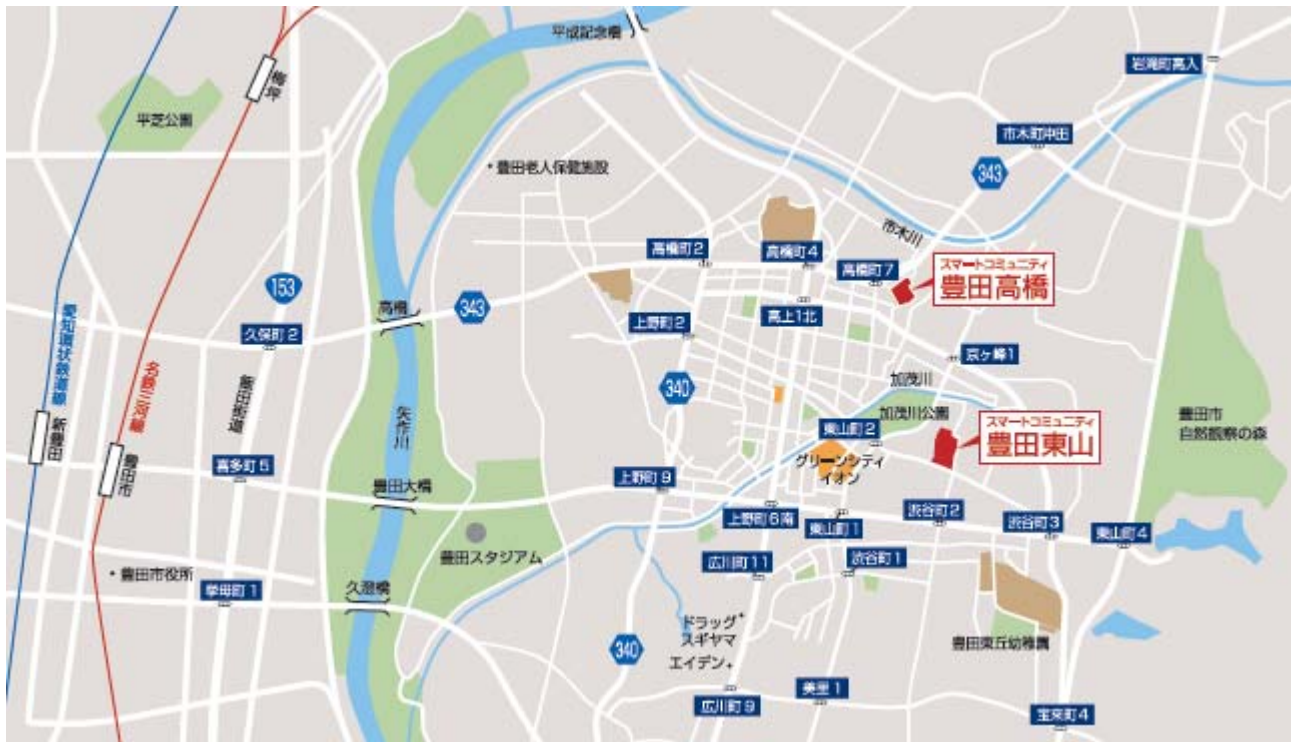 平成記念橋
岩滝町高入
梅坪
平芝公園
市木町沖田
豊田老人保健施設
343
市木川
高橋町2
高橋町4
高橋町7
スマートコミュニティ
豊田高橋
153
高橋
343
久保町2
上野町2
高上1北
京ヶ峰1
愛知環状鉄道線
名鉄三河線
飯田街道
矢作川
340
加茂川
加茂川公園
スマートコミュニティ
豊田東山
豊田市
自然観察の森
新豊田
豊田市
喜多町5
豊田大橋
上野町9
東山町2
グリーンシティ
イオン
上野町6南
東山町1
渋谷町2
渋谷町3
東山町4
豊田スタジアム
広川町11
渋谷町1
豊田市役所
挙母町1
久澄橋
ドラッグ
スギヤマ
エイデン
340
豊田東丘幼稚園
広川町9
美里1
宝来町4